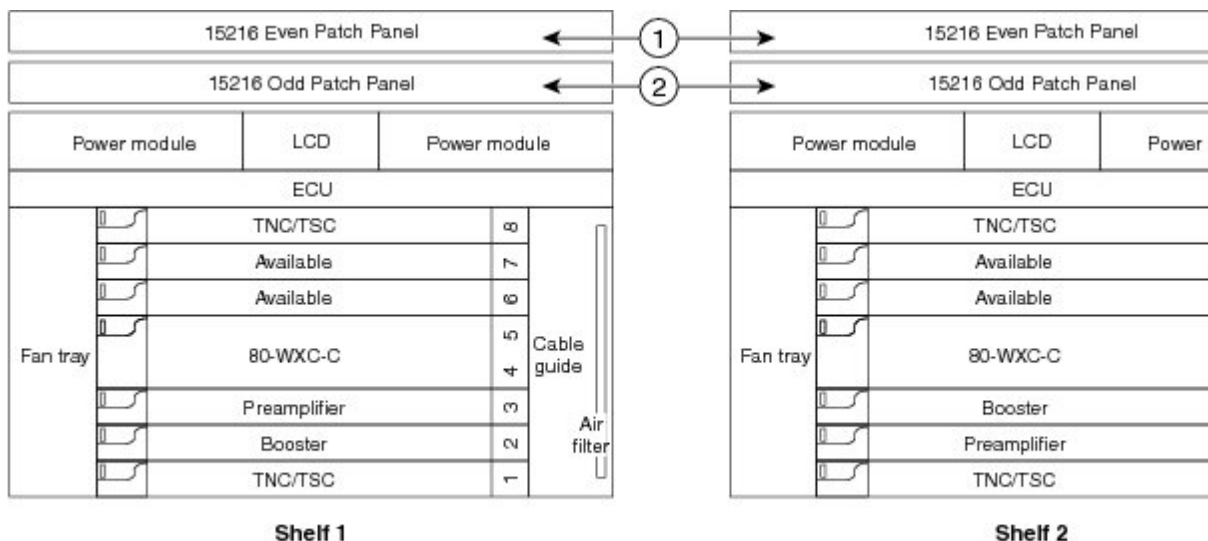 15216 Even Patch Panel
15216 Odd Patch Panel
Power module
LCD
Power module
ECU
TNC/TSC
8
Available
7
Available
6
Fan tray
80-WXC-C
5
4
Cable
guide
Preamplifier
3
Booster
2
Air
filter
TNC/TSC
1
Shelf 1
1
2
15216 Even Patch Panel
15216 Odd Patch Panel
Power module
LCD
Power
ECU
TNC/TSC
Available
Available
Fan tray
80-WXC-C
Booster
Preamplifier
TNC/TSC
Shelf 2